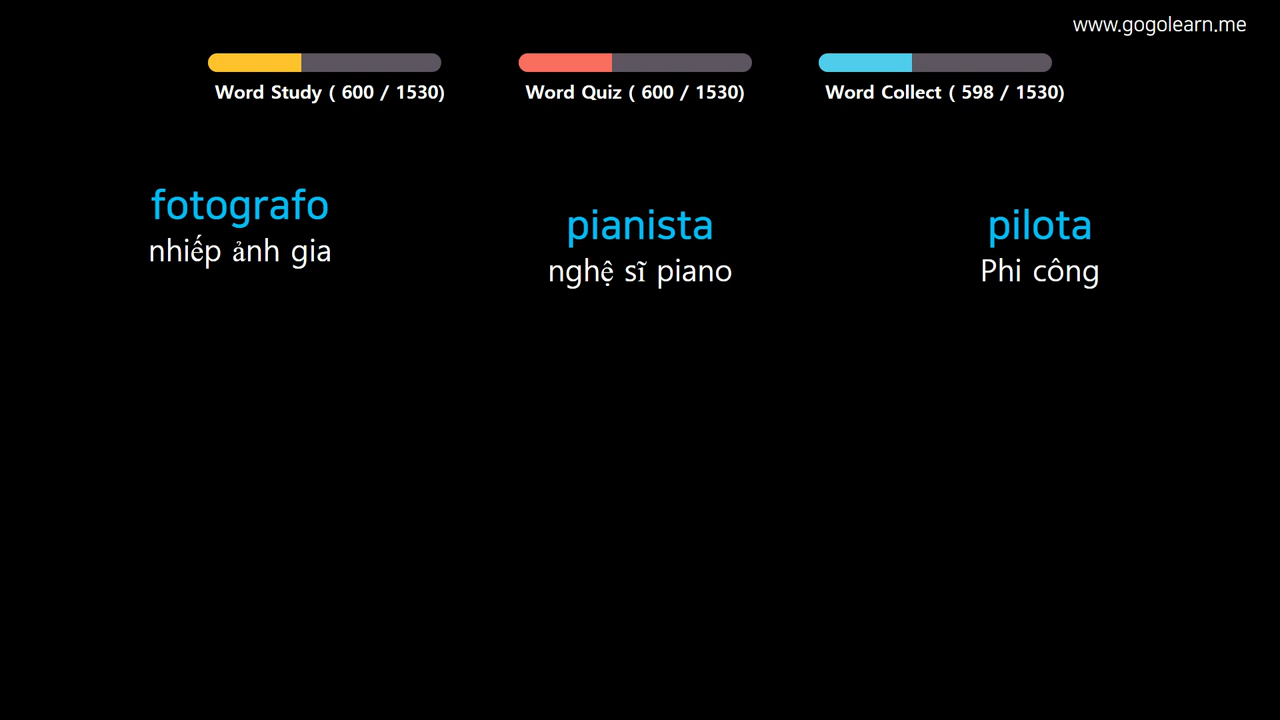 www.gogolearn.me
Word Study ( 600 / 1530)
Word Quiz ( 600 / 1530)
Word Collect ( 598 / 1530)
fotografo
nhiếp ảnh gia
pianista
nghệ sĩ piano
pilota
Phi công